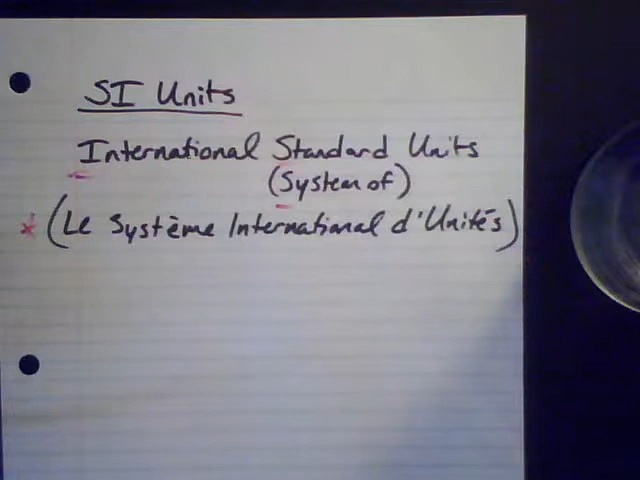 SI Units
International Standard Units
(System of)
* (Le Système International d'Unités)